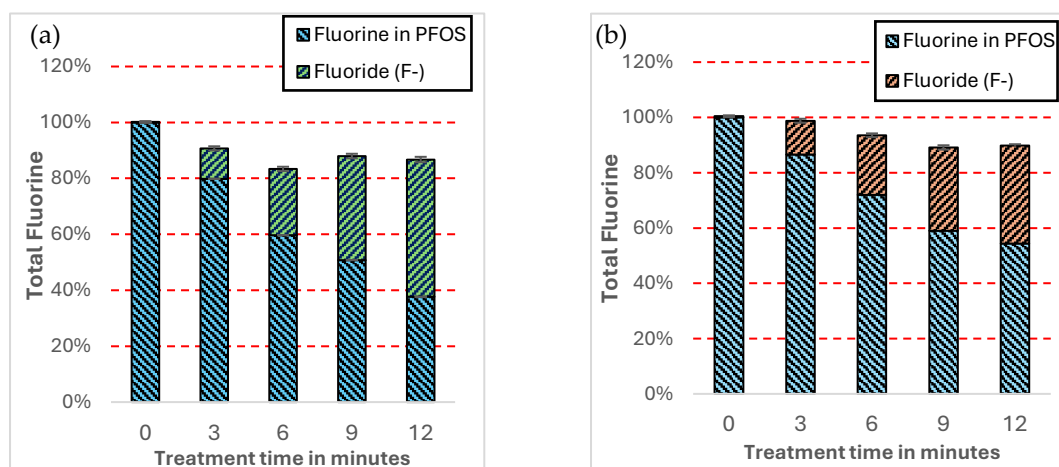 (a)
Fluorine in PFOS
Fluoride (F-)
120%
100%
80%
60%
40%
20%
0%
Total Fluorine
0 3 6 9 12
Treatment time in minutes
(b)
Fluorine in PFOS
Fluoride (F-)
120%
100%
80%
60%
40%
20%
0%
Total Fluorine
0 3 6 9 12
Treatment time in minutes